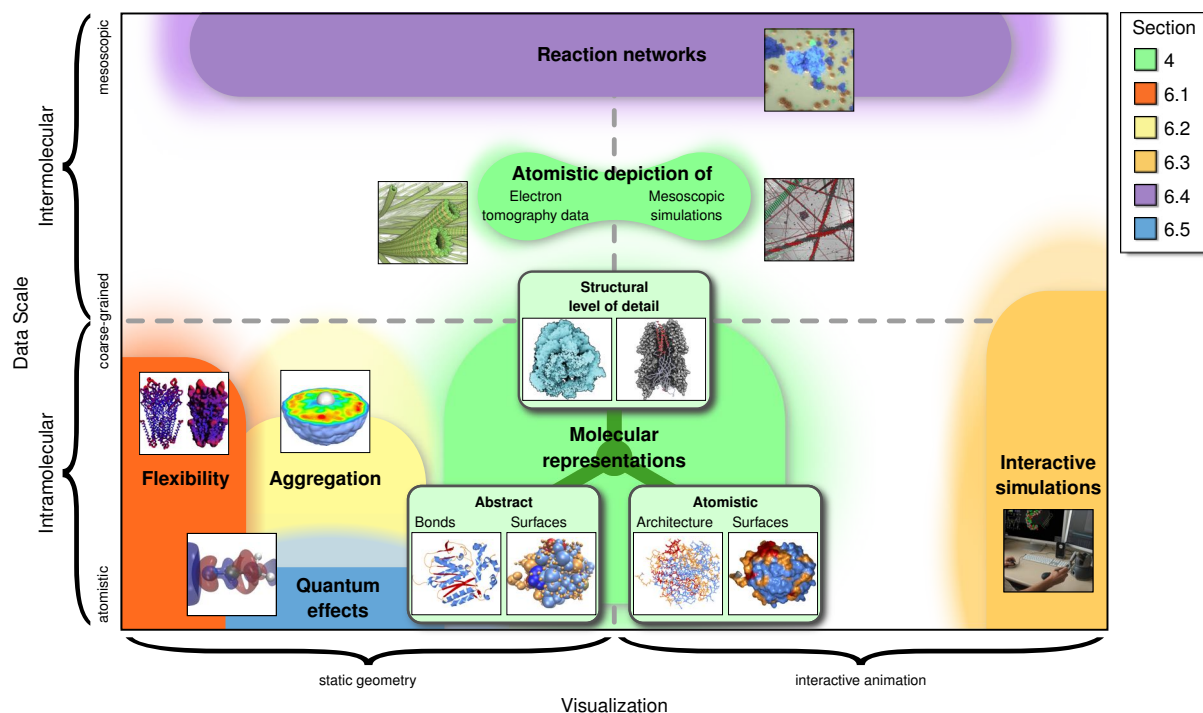 mesoscopic
Intermolecular
Data Scale
coarse-grained
Intramolecular
atomistic
Reaction networks
Atomistic depiction of
Electron
tomography data
Mesoscopic
simulations
Structural
level of detail
Molecular
representations
Flexibility
Aggregation
Quantum
effects
Abstract
Bonds
Surfaces
Atomistic
Architecture
Surfaces
Interactive
simulations
static geometry
interactive animation
Visualization
Section
4
6.1
6.2
6.3
6.4
6.5